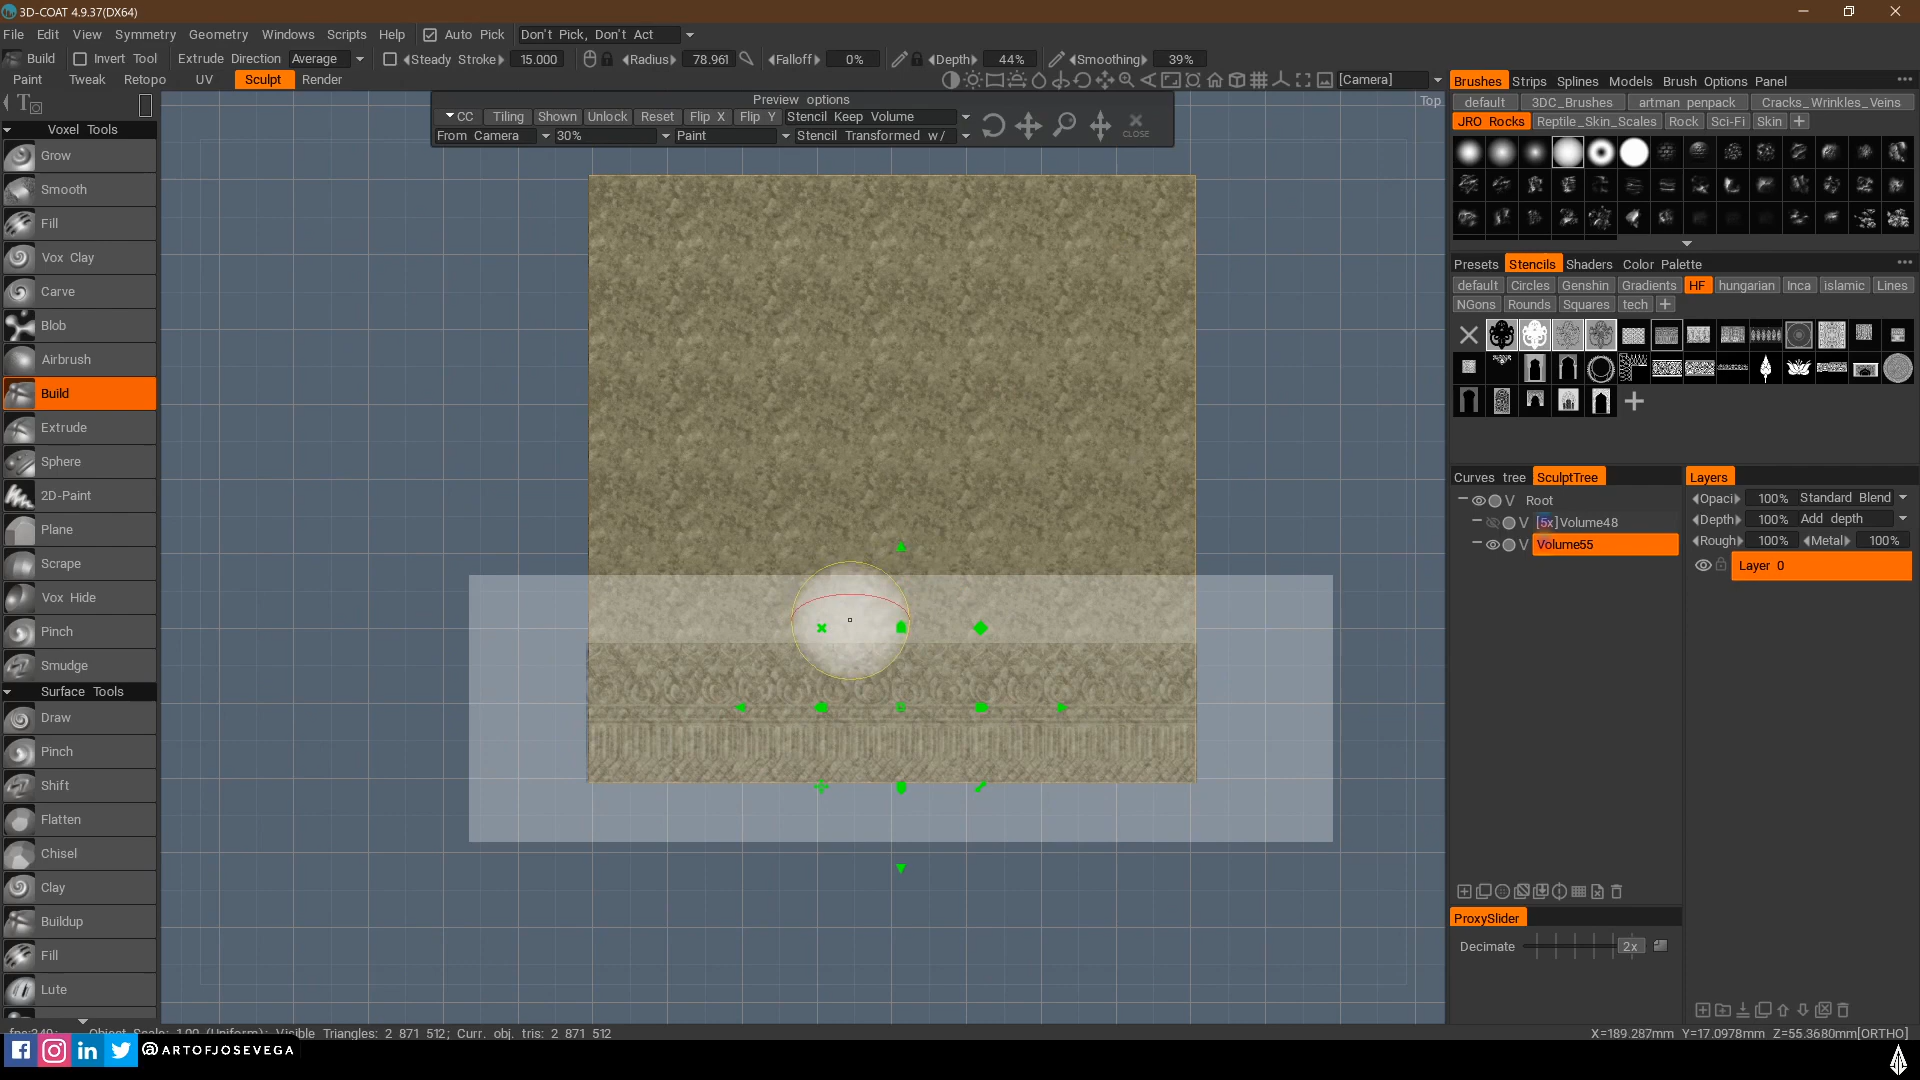 3D-COAT 4.9.37(DX64)
File Edit View Symmetry Geometry Windows Scripts Help Auto Pick Don't Pick, Don't Act
Build Invert Tool Extrude Direction Average Steady Stroke 15.000 Radius 78.961 Falloff 0% Depth 44% Smoothing 39%
Paint Tweak Retopo UV Sculpt Render [Camera]
Top
Preview options
CC Tiling Shown Unlock Reset Flip X Flip Y Stencil Keep Volume
From Camera 30% Paint Stencil Transformed w/ CLOSE
Voxel Tools
Grow
Smooth
Fill
Vox Clay
Carve
Blob
Airbrush
Build
Extrude
Sphere
2D-Paint
Plane
Scrape
Vox Hide
Pinch
Smudge
Surface Tools
Draw
Pinch
Shift
Flatten
Chisel
Clay
Buildup
Fill
Lute
Brushes Strips Splines Models Brush Options Panel
default 3DC_Brushes artman penpack Cracks_Wrinkles_Veins
JRO Rocks Reptile_Skin_Scales Rock Sci-Fi Skin
Presets Stencils Shaders Color Palette
default Circles Genshin Gradients HF hungarian Inca islamic Lines
NGons Rounds Squares tech
Curves tree SculptTree
Root
V [5x]Volume48
V Volume55
Layers
Opaci 100% Standard Blend
Depth 100% Add depth
Rough 100% Metal 100%
Layer 0
ProxySlider
Decimate 2x
fps:349; Object Scale: 1.00 (Uniform); Visible Triangles: 2 871 512; Curr. obj. tris: 2 871 512
X=189.287mm Y=17.0978mm Z=55.3680mm[ORTHO]
@ARTOFJOSEVEGA